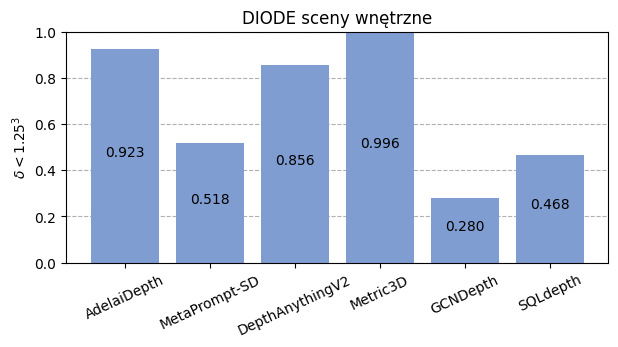 DIODE sceny wnętrzne
δ < 1.25³
1.0
0.8
0.6
0.4
0.2
0.0
0.923
0.518
0.856
0.996
0.280
0.468
AdelaiDepth
MetaPrompt-SD
DepthAnythingV2
Metric3D
GCNDepth
SQLdepth